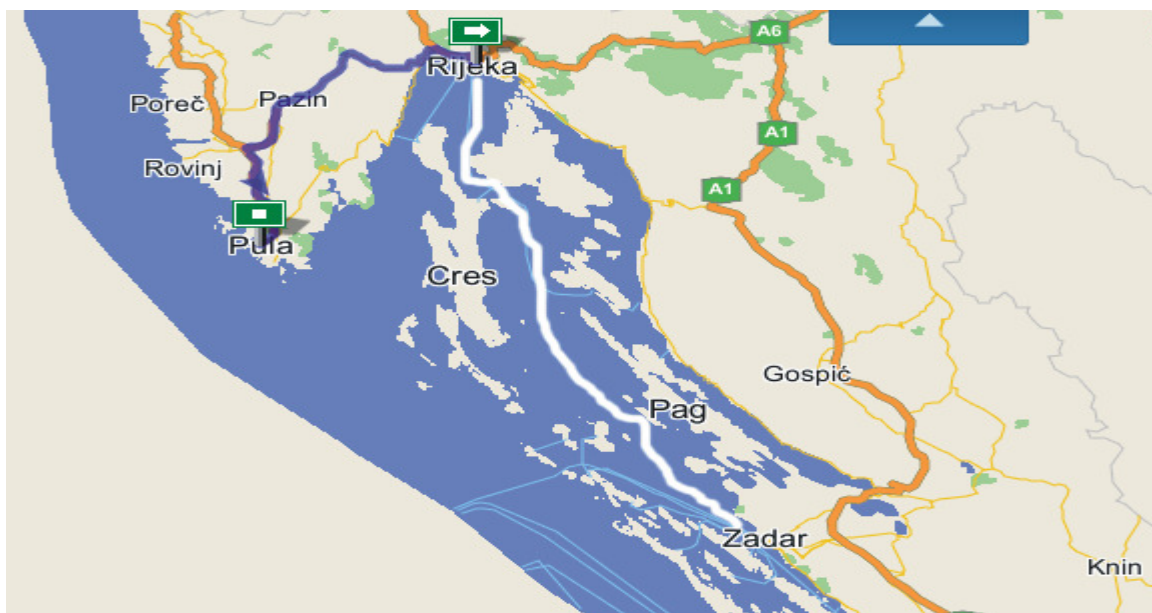 A6
Rijeka
Poreč
Pazin
A1
Rovinj
A1
Pula
Cres
Gospić
Pag
Zadar
Knin